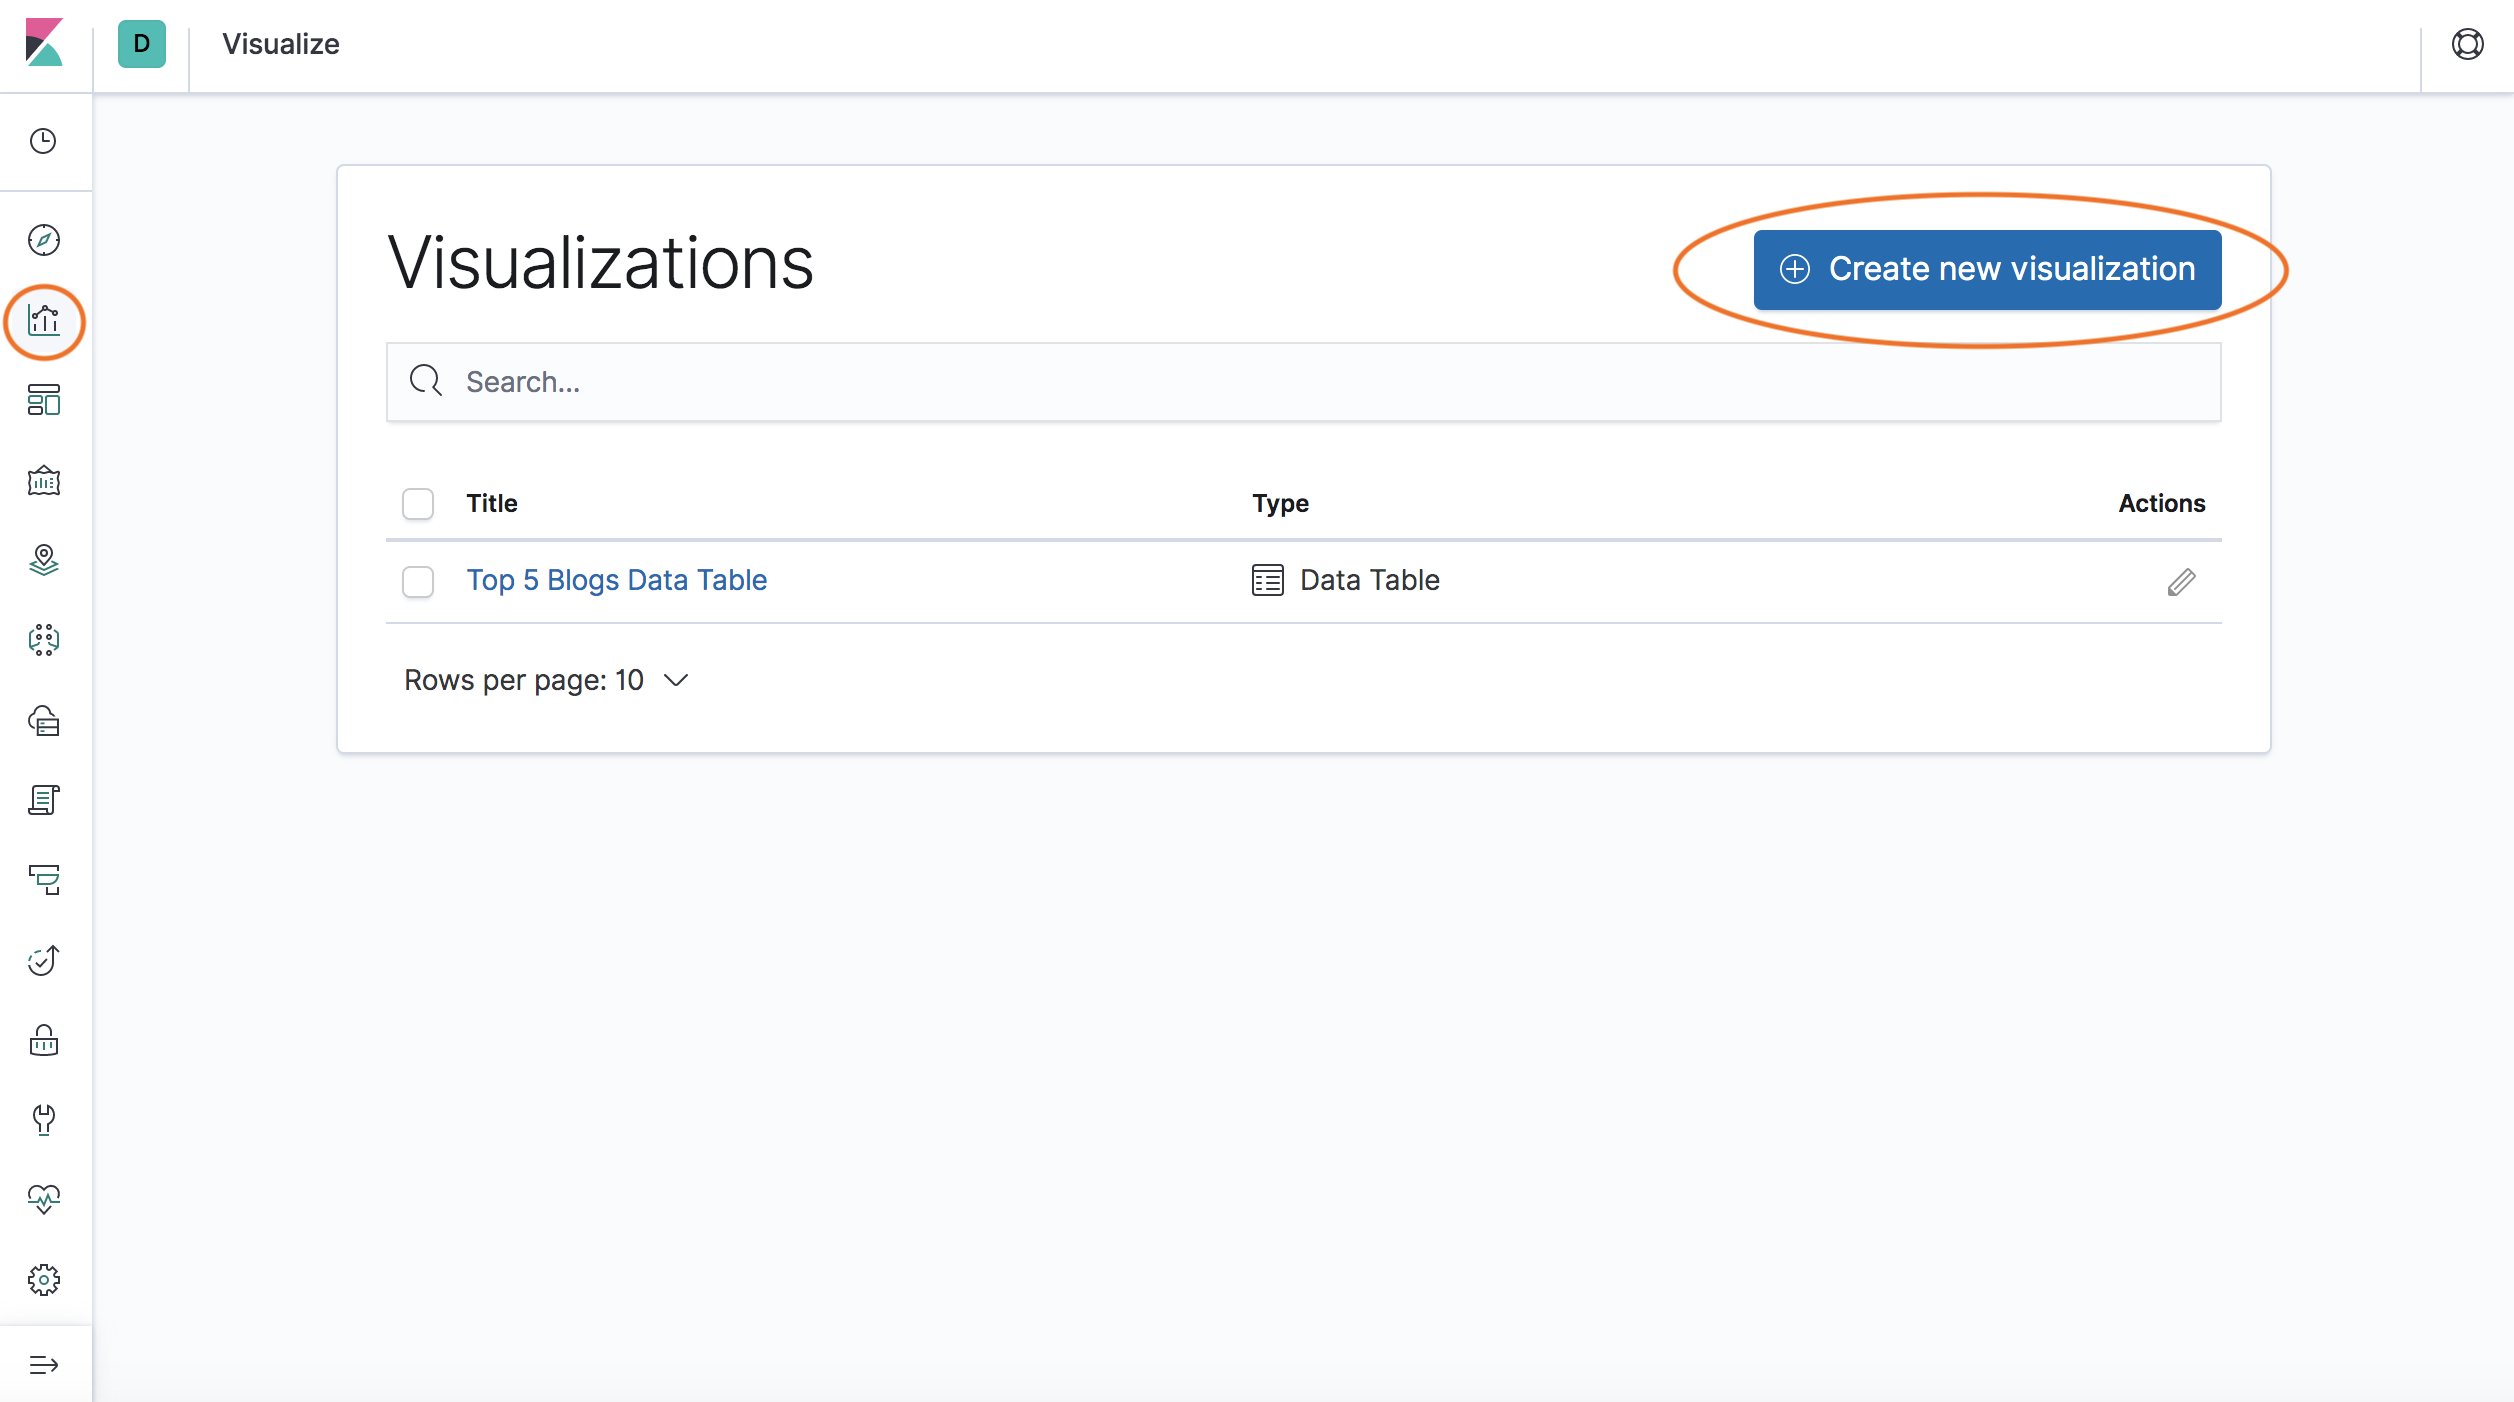 D Visualize
Visualizations
Create new visualization
Search...
Title Type Actions
Top 5 Blogs Data Table Data Table
Rows per page: 10